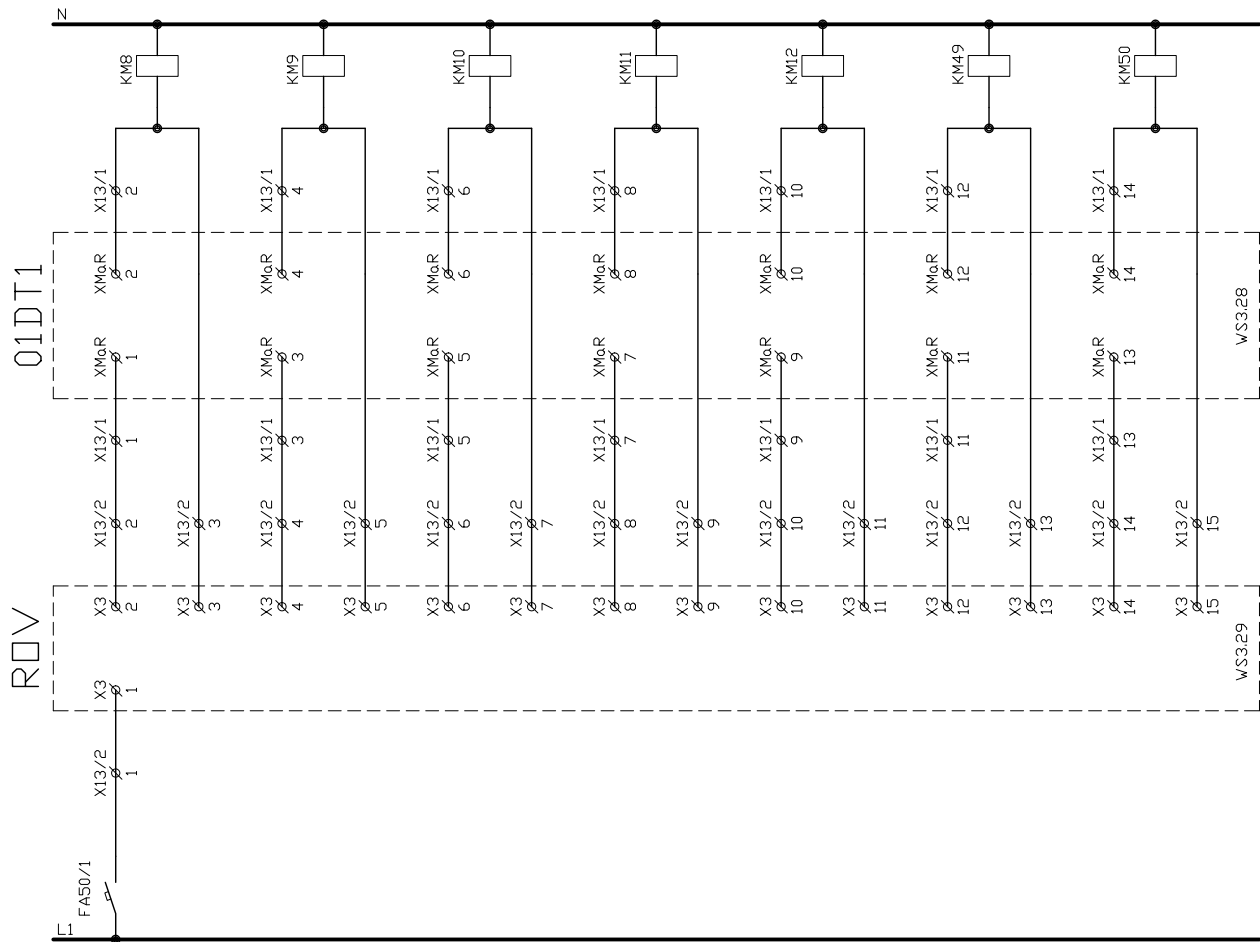 N
KM8 KM9 KM10 KM11 KM12 KM49 KM50
X13/1 X13/1 X13/1 X13/1 X13/1 X13/1 X13/1
2 4 6 8 10 12 14
01DT1
XMaR XMaR XMaR XMaR XMaR XMaR XMaR
2 4 6 8 10 12 14
WS3.28
XMaR XMaR XMaR XMaR XMaR XMaR XMaR
1 3 5 7 9 11 13
X13/1 X13/1 X13/1 X13/1 X13/1 X13/1 X13/1
1 3 5 7 9 11 13
X13/2 X13/2 X13/2 X13/2 X13/2 X13/2 X13/2 X13/2 X13/2 X13/2 X13/2 X13/2 X13/2 X13/2
2 3 4 5 6 7 8 9 10 11 12 13 14 15
ROV
X3 X3 X3 X3 X3 X3 X3 X3 X3 X3 X3 X3 X3 X3
2 3 4 5 6 7 8 9 10 11 12 13 14 15
WS3.29
X3
1
X13/2
1
FA50/1
L1